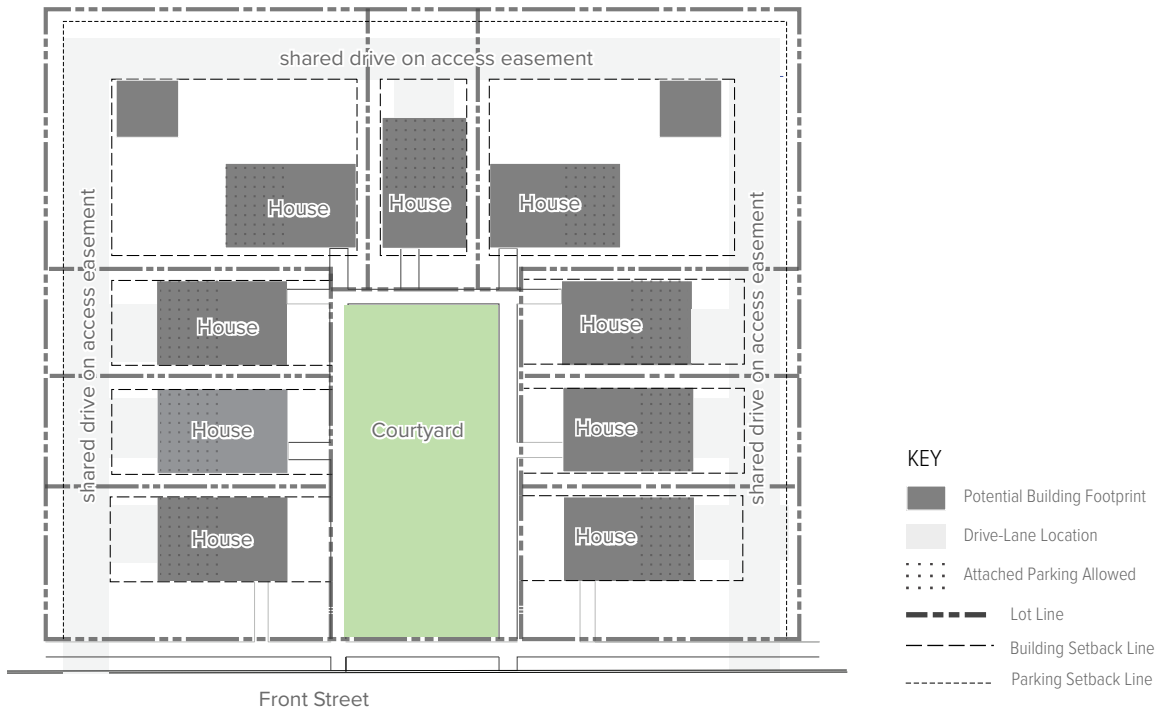 shared drive on access easement
House
House
House
shared drive on access easement
shared drive on access easement
House
House
House
Courtyard
House
House
House
Front Street
KEY
Potential Building Footprint
Drive-Lane Location
Attached Parking Allowed
Lot Line
Building Setback Line
Parking Setback Line